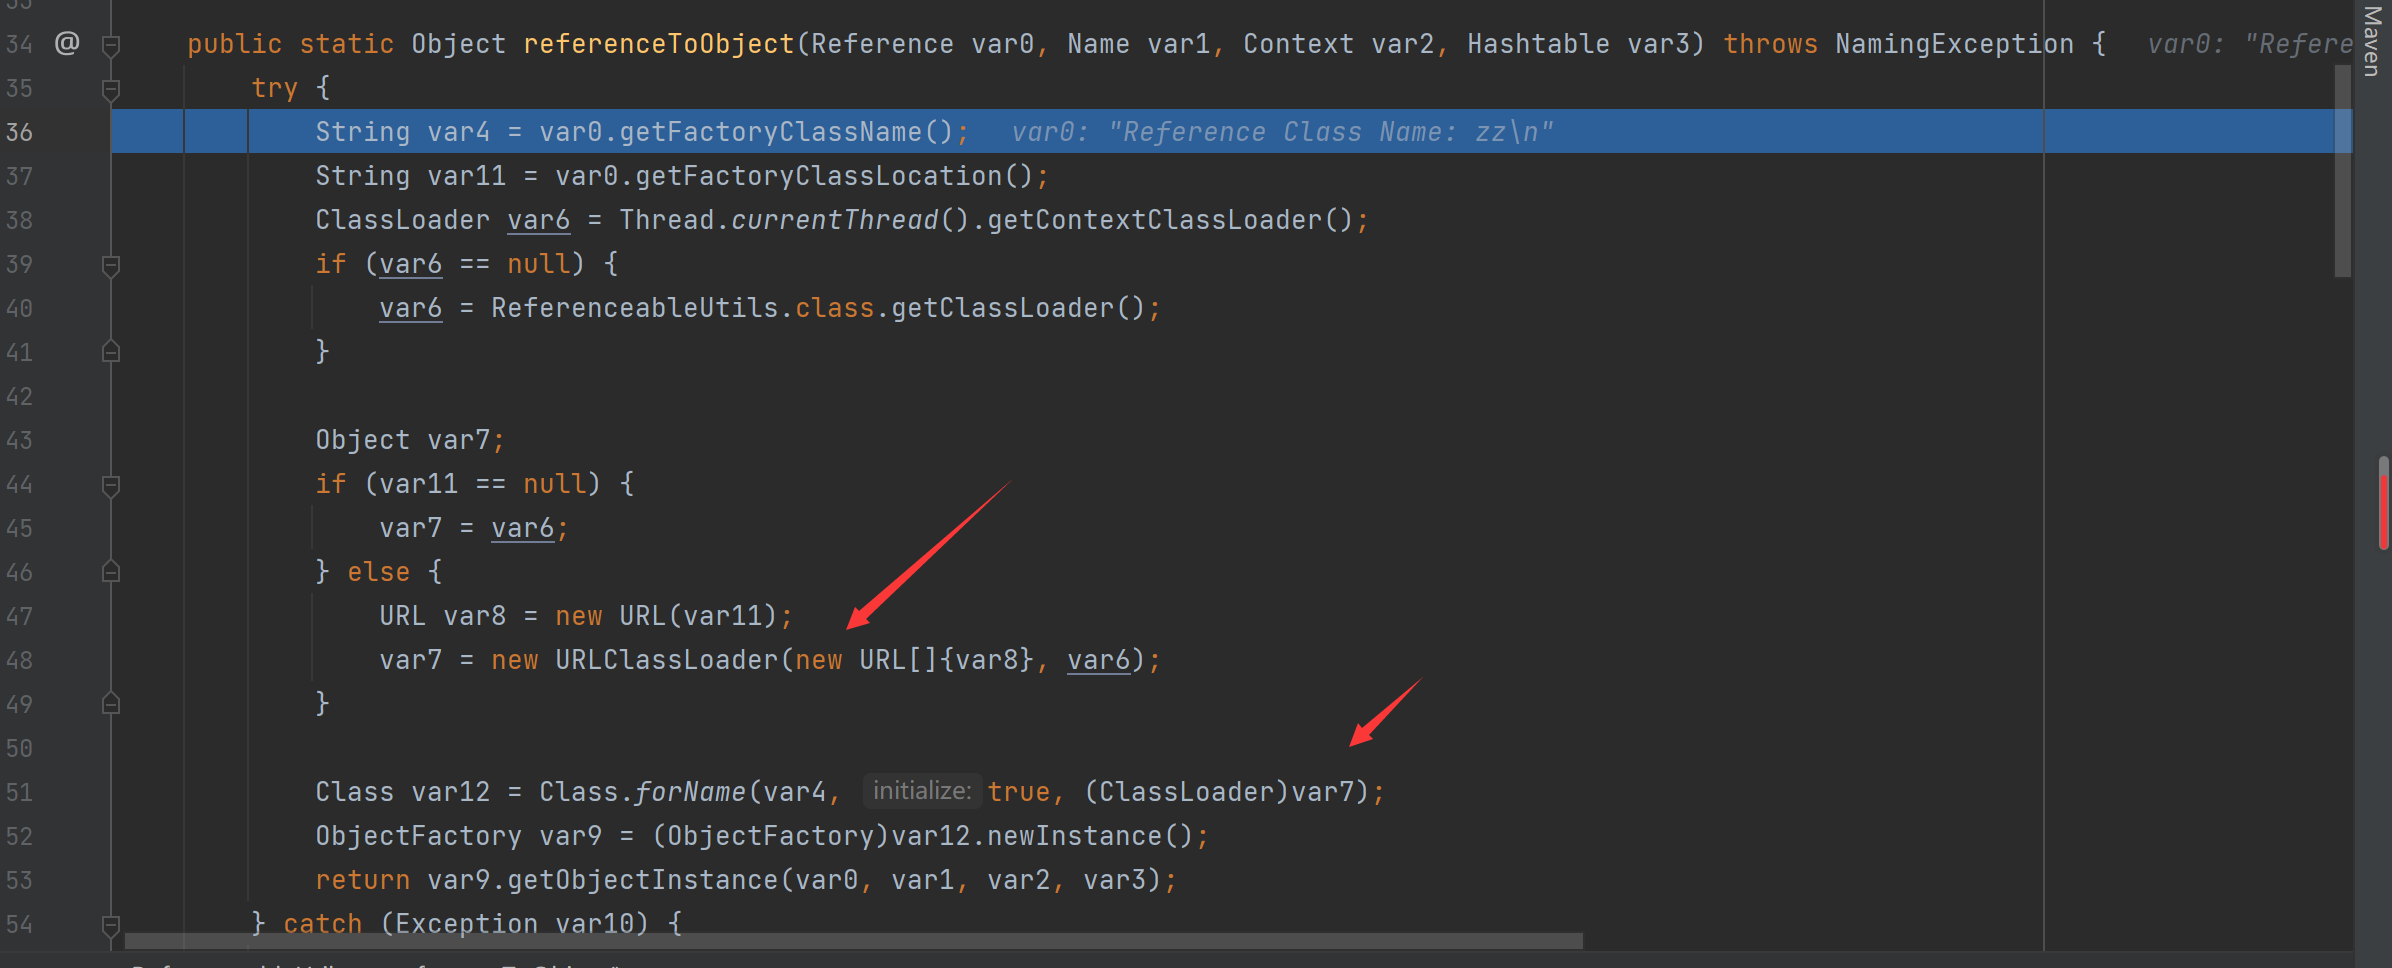 34 @ public static Object referenceToObject(Reference var0, Name var1, Context var2, Hashtable var3) throws NamingException {   var0: "Refere
35 try {
36 String var4 = var0.getFactoryClassName();   var0: "Reference Class Name: zz\n"
37 String var11 = var0.getFactoryClassLocation();
38 ClassLoader var6 = Thread.currentThread().getContextClassLoader();
39 if (var6 == null) {
40 var6 = ReferenceableUtils.class.getClassLoader();
41 }
42
43 Object var7;
44 if (var11 == null) {
45 var7 = var6;
46 } else {
47 URL var8 = new URL(var11);
48 var7 = new URLClassLoader(new URL[]{var8}, var6);
49 }
50
51 Class var12 = Class.forName(var4, initialize: true, (ClassLoader)var7);
52 ObjectFactory var9 = (ObjectFactory)var12.newInstance();
53 return var9.getObjectInstance(var0, var1, var2, var3);
54 } catch (Exception var10) {
Maven